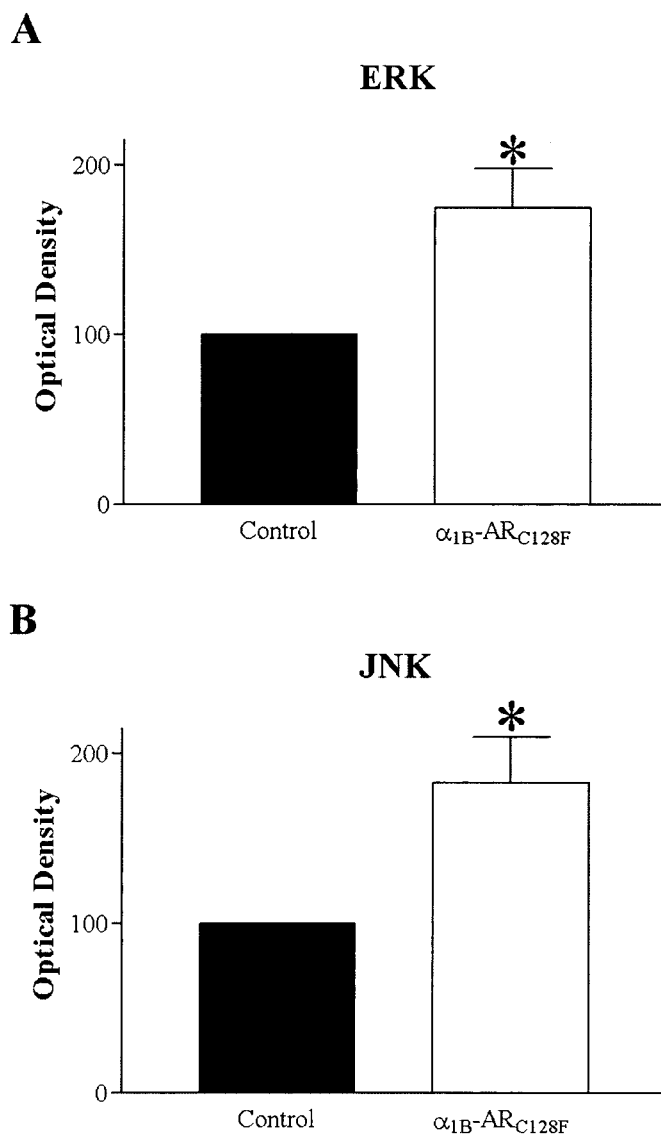 A
ERK
Optical Density
200
100
0
*
Control
α1B-ARC128F
B
JNK
Optical Density
200
100
0
*
Control
α1B-ARC128F